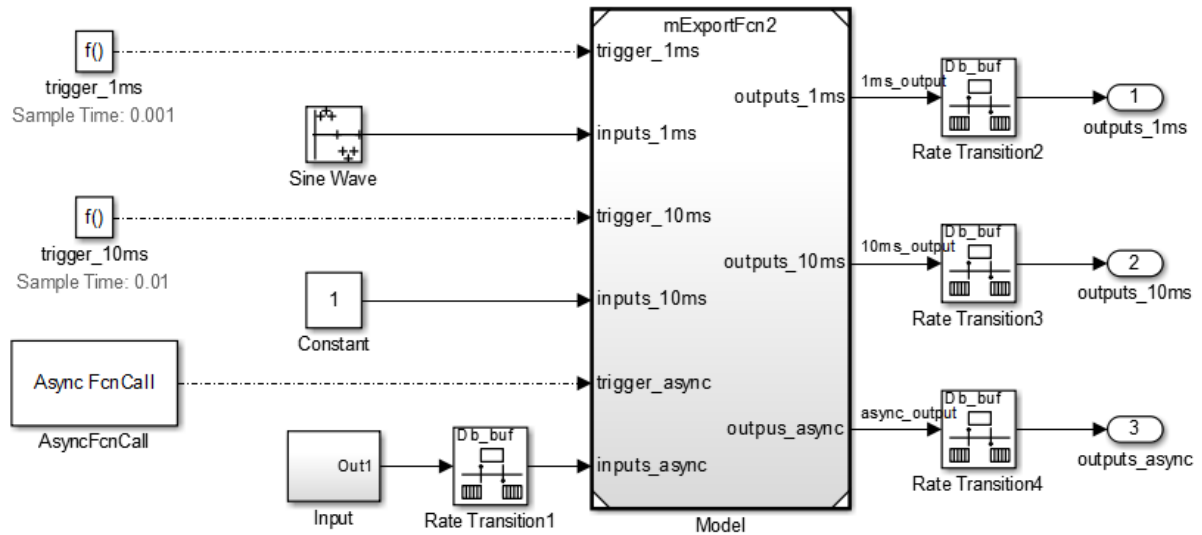 mExportFcn2
f()
trigger_1ms
Sample Time: 0.001
trigger_1ms
Db_buf
1ms_output
outputs_1ms
1
outputs_1ms
Rate Transition2
inputs_1ms
Sine Wave
f()
trigger_10ms
Sample Time: 0.01
trigger_10ms
Db_buf
10ms_output
outputs_10ms
2
outputs_10ms
Rate Transition3
1
inputs_10ms
Constant
Async FcnCall
AsyncFcnCall
trigger_async
Db_buf
async_output
outpus_async
3
outputs_async
Rate Transition4
Db_buf
Out1
inputs_async
Input
Rate Transition1
Model